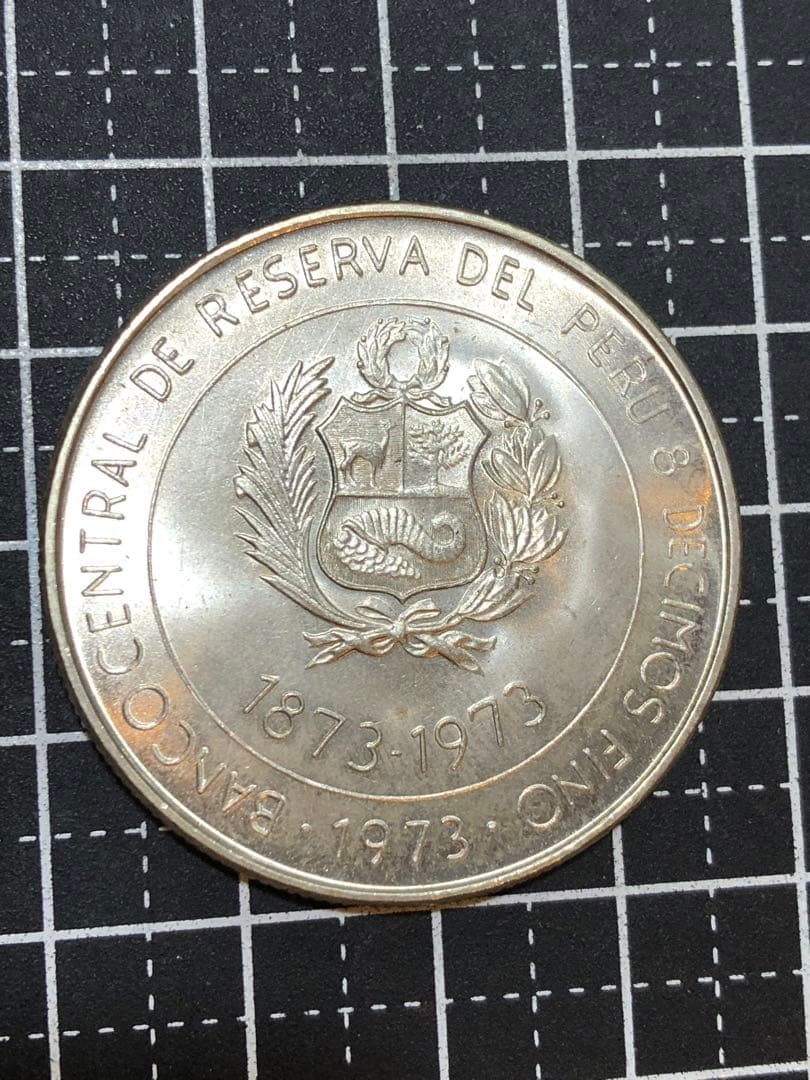 BANCO CENTRAL DE RESERVA DEL PERU 8 DECIMOS FINO
1873-1973
· 1973 ·